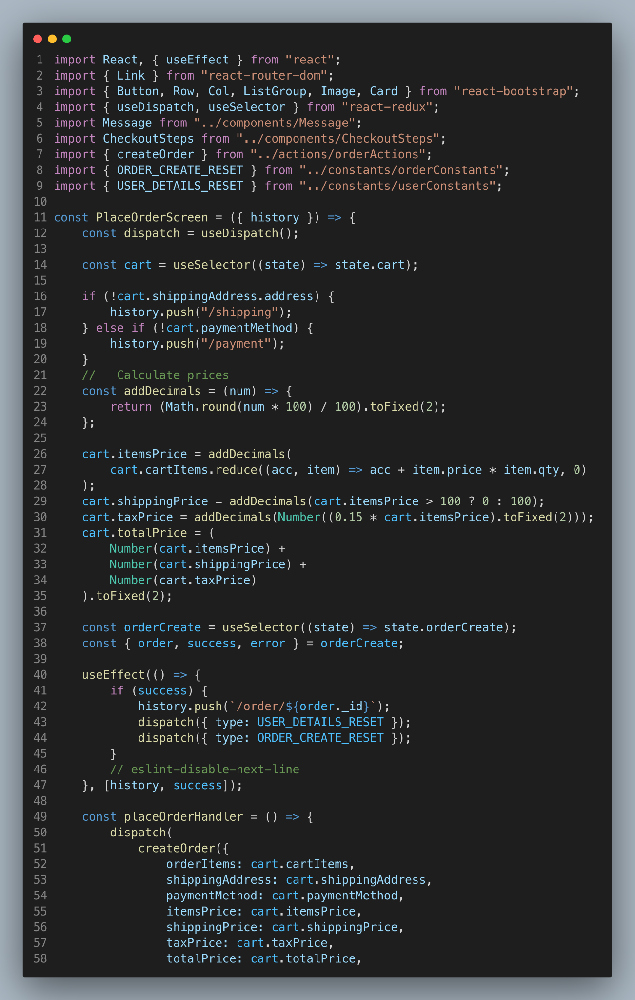 1 import React, { useEffect } from "react";
2 import { Link } from "react-router-dom";
3 import { Button, Row, Col, ListGroup, Image, Card } from "react-bootstrap";
4 import { useDispatch, useSelector } from "react-redux";
5 import Message from "../components/Message";
6 import CheckoutSteps from "../components/CheckoutSteps";
7 import { createOrder } from "../actions/orderActions";
8 import { ORDER_CREATE_RESET } from "../constants/orderConstants";
9 import { USER_DETAILS_RESET } from "../constants/userConstants";
10
11 const PlaceOrderScreen = ({ history }) => {
12     const dispatch = useDispatch();
13
14     const cart = useSelector((state) => state.cart);
15
16     if (!cart.shippingAddress.address) {
17         history.push("/shipping");
18     } else if (!cart.paymentMethod) {
19         history.push("/payment");
20     }
21     //   Calculate prices
22     const addDecimals = (num) => {
23         return (Math.round(num * 100) / 100).toFixed(2);
24     };
25
26     cart.itemsPrice = addDecimals(
27         cart.cartItems.reduce((acc, item) => acc + item.price * item.qty, 0)
28     );
29     cart.shippingPrice = addDecimals(cart.itemsPrice > 100 ? 0 : 100);
30     cart.taxPrice = addDecimals(Number((0.15 * cart.itemsPrice).toFixed(2)));
31     cart.totalPrice = (
32         Number(cart.itemsPrice) +
33         Number(cart.shippingPrice) +
34         Number(cart.taxPrice)
35     ).toFixed(2);
36
37     const orderCreate = useSelector((state) => state.orderCreate);
38     const { order, success, error } = orderCreate;
39
40     useEffect(() => {
41         if (success) {
42             history.push(`/order/${order._id}`);
43             dispatch({ type: USER_DETAILS_RESET });
44             dispatch({ type: ORDER_CREATE_RESET });
45         }
46         // eslint-disable-next-line
47     }, [history, success]);
48
49     const placeOrderHandler = () => {
50         dispatch(
51             createOrder({
52                 orderItems: cart.cartItems,
53                 shippingAddress: cart.shippingAddress,
54                 paymentMethod: cart.paymentMethod,
55                 itemsPrice: cart.itemsPrice,
56                 shippingPrice: cart.shippingPrice,
57                 taxPrice: cart.taxPrice,
58                 totalPrice: cart.totalPrice,